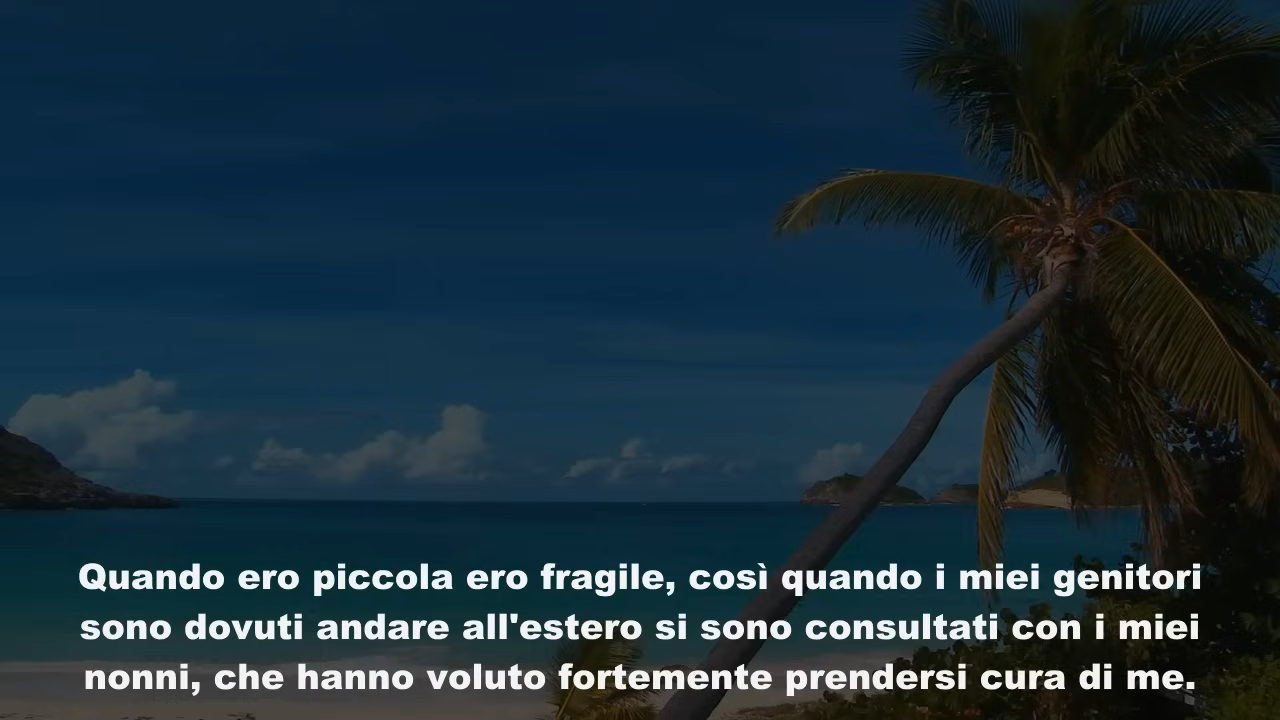 Quando ero piccola ero fragile, così quando i miei genitori
sono dovuti andare all'estero si sono consultati con i miei
nonni, che hanno voluto fortemente prendersi cura di me.